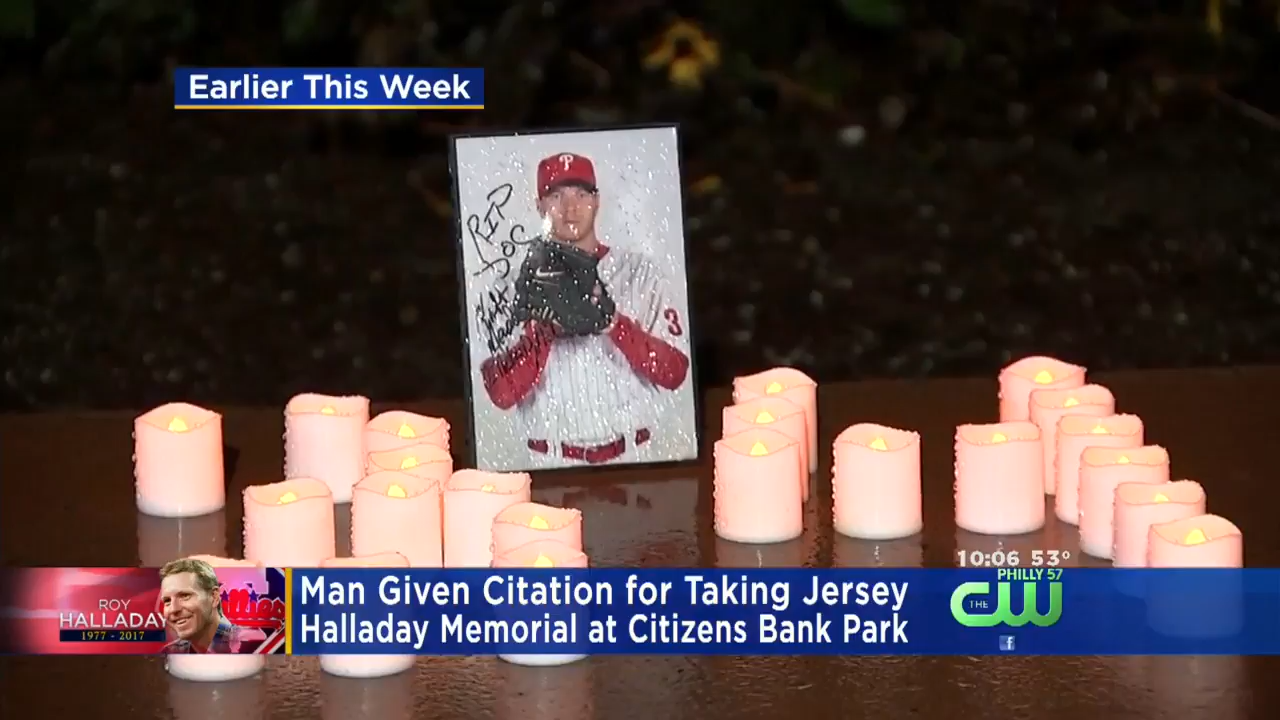 Earlier This Week
P
RIP
DOC
3
10:06 53°
PHILLY 57
THE CW
f
ROY
HALLADAY
1977 - 2017
Phillies
Man Given Citation for Taking Jersey
Halladay Memorial at Citizens Bank Park